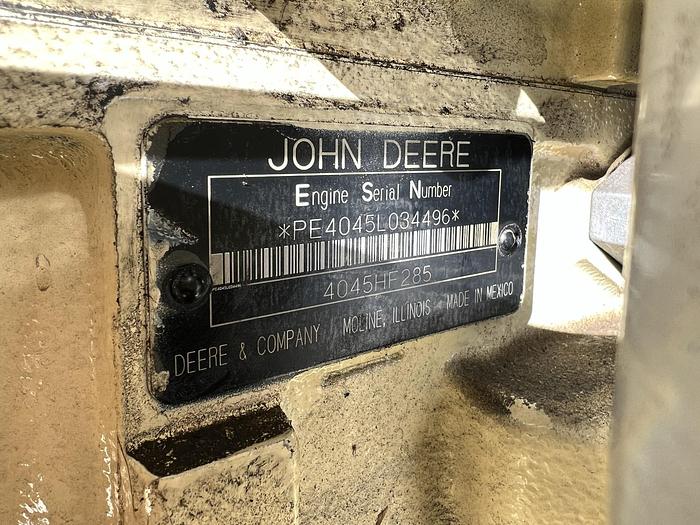 JOHN DEERE
Engine Serial Number
*PE4045L034496*
4045HF285
DEERE & COMPANY MOLINE, ILLINOIS MADE IN MEXICO